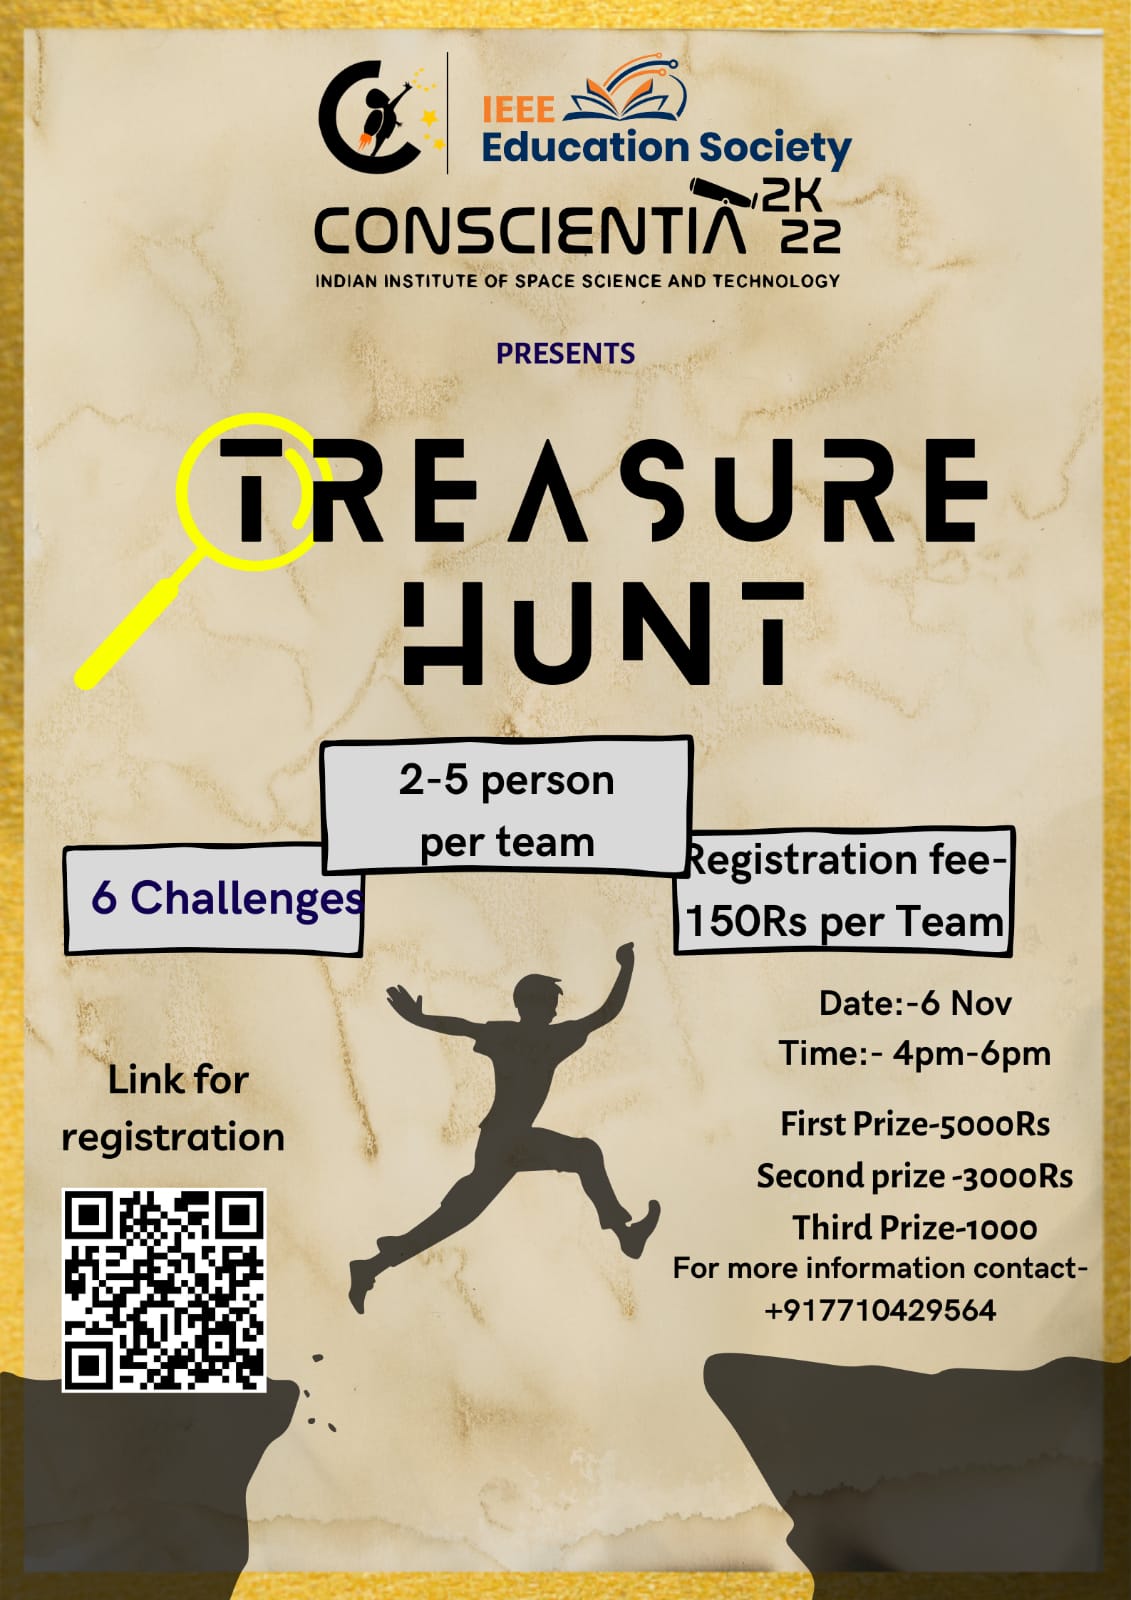 IEEE
Education Society
CONSCIENTIA 2K
22
INDIAN INSTITUTE OF SPACE SCIENCE AND TECHNOLOGY
PRESENTS
TREASURE
HUNT
2-5 person
per team
6 Challenges
Registration fee-
150Rs per Team
Date:-6 Nov
Time:- 4pm-6pm
Link for
registration
First Prize-5000Rs
Second prize -3000Rs
Third Prize-1000
For more information contact-
+917710429564